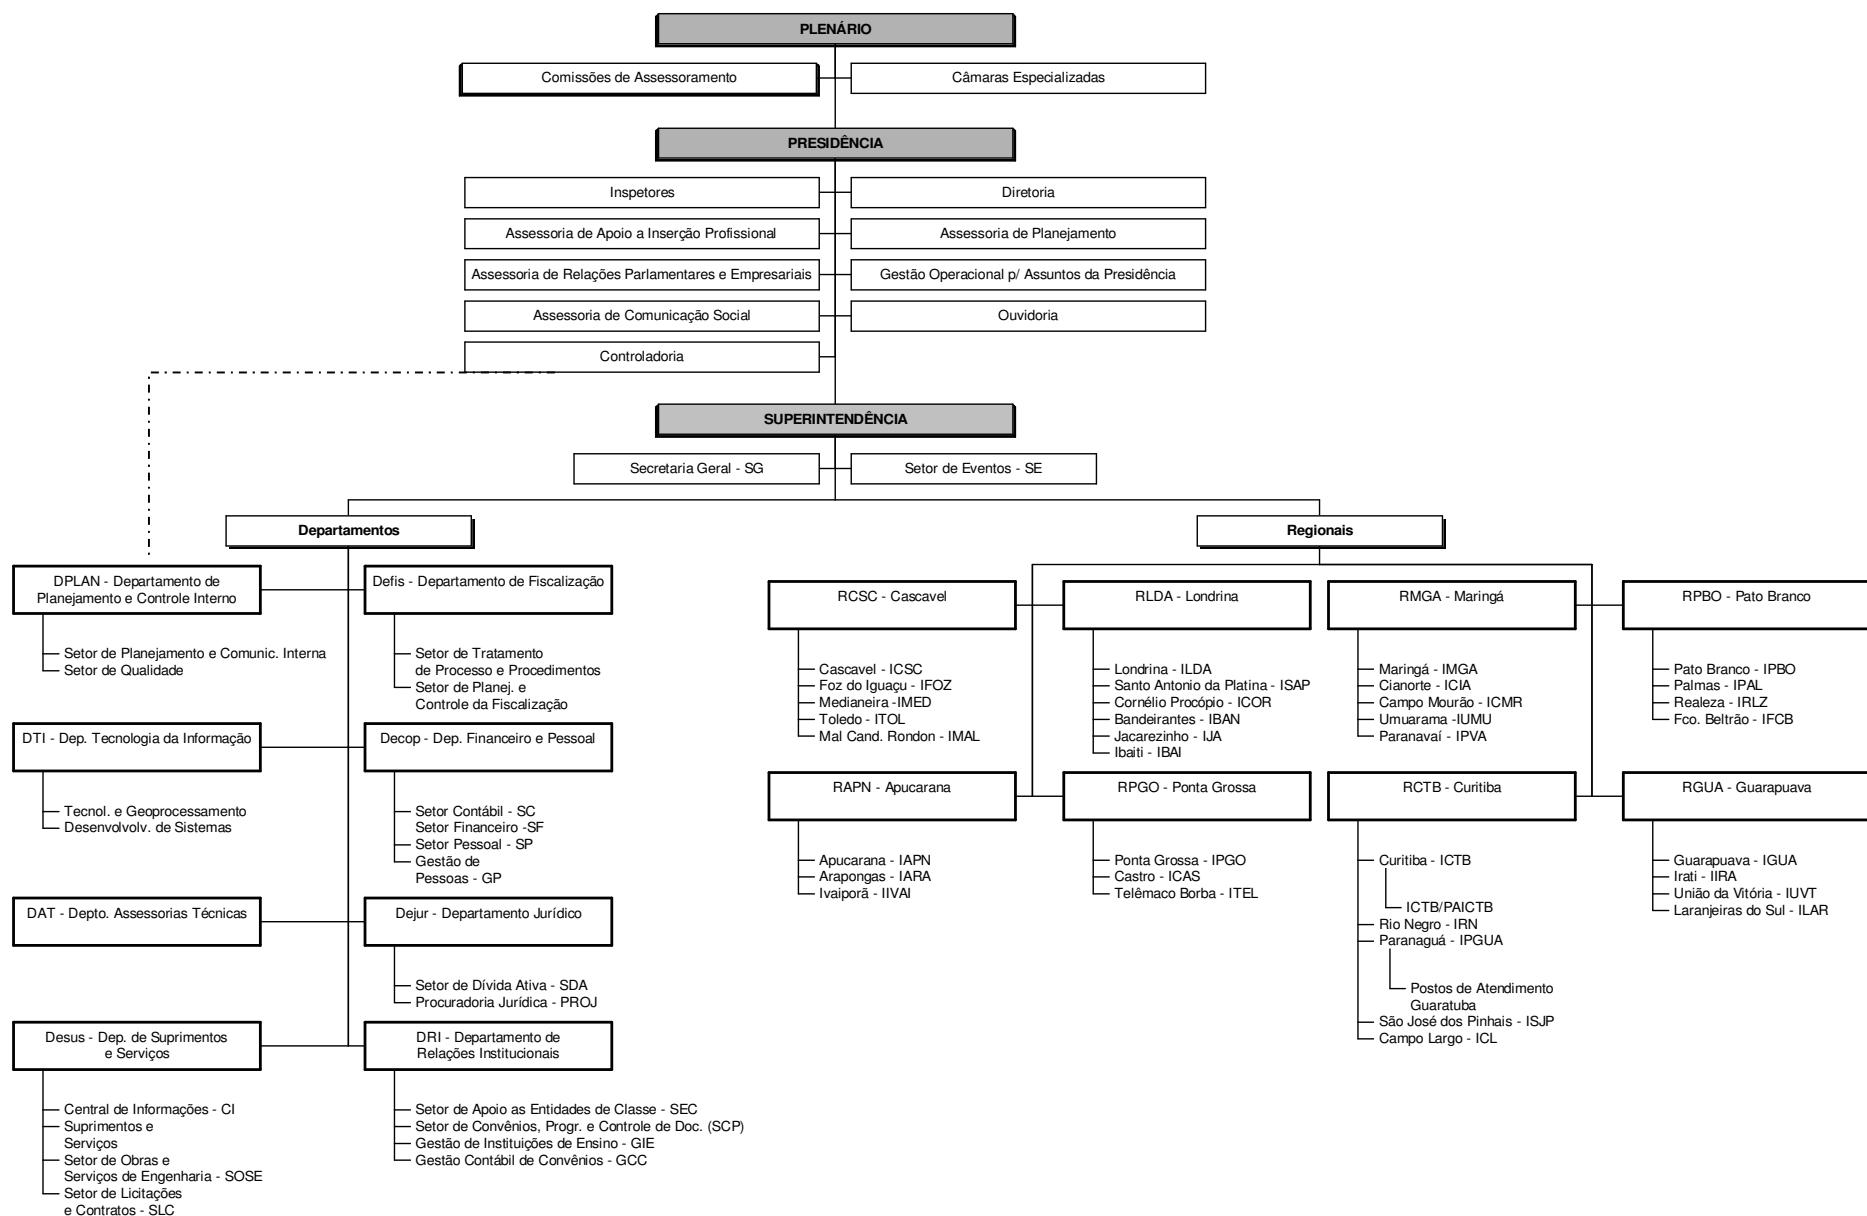 PLENÁRIO
Comissões de Assessoramento
Câmaras Especializadas
PRESIDÊNCIA
Inspetores
Diretoria
Assessoria de Apoio a Inserção Profissional
Assessoria de Planejamento
Assessoria de Relações Parlamentares e Empresariais
Gestão Operacional p/ Assuntos da Presidência
Assessoria de Comunicação Social
Ouvidoria
Controladoria
SUPERINTENDÊNCIA
Secretaria Geral - SG
Setor de Eventos - SE
Departamentos
DPLAN - Departamento de
Planejamento e Controle Interno
Setor de Planejamento e Comunic. Interna
Setor de Qualidade
Defis - Departamento de Fiscalização
Setor de Tratamento
de Processo e Procedimentos
Setor de Planej. e
Controle da Fiscalização
DTI - Dep. Tecnologia da Informação
Tecnol. e Geoprocessamento
Desenvolvolv. de Sistemas
Decop - Dep. Financeiro e Pessoal
Setor Contábil - SC
Setor Financeiro -SF
Setor Pessoal - SP
Gestão de
Pessoas - GP
DAT - Depto. Assessorias Técnicas
Dejur - Departamento Jurídico
Setor de Dívida Ativa - SDA
Procuradoria Jurídica - PROJ
Desus - Dep. de Suprimentos
e Serviços
Central de Informações - CI
Suprimentos e
Serviços
Setor de Obras e
Serviços de Engenharia - SOSE
Setor de Licitações
e Contratos - SLC
DRI - Departamento de
Relações Institucionais
Setor de Apoio as Entidades de Classe - SEC
Setor de Convênios, Progr. e Controle de Doc. (SCP)
Gestão de Instituições de Ensino - GIE
Gestão Contábil de Convênios - GCC
Regionais
RCSC - Cascavel
Cascavel - ICSC
Foz do Iguaçu - IFOZ
Medianeira -IMED
Toledo - ITOL
Mal Cand. Rondon - IMAL
RLDA - Londrina
Londrina - ILDA
Santo Antonio da Platina - ISAP
Cornélio Procópio - ICOR
Bandeirantes - IBAN
Jacarezinho - IJA
Ibaiti - IBAI
RMGA - Maringá
Maringá - IMGA
Cianorte - ICIA
Campo Mourão - ICMR
Umuarama -IUMU
Paranavaí - IPVA
RPBO - Pato Branco
Pato Branco - IPBO
Palmas - IPAL
Realeza - IRLZ
Fco. Beltrão - IFCB
RAPN - Apucarana
Apucarana - IAPN
Arapongas - IARA
Ivaiporã - IIVAI
RPGO - Ponta Grossa
Ponta Grossa - IPGO
Castro - ICAS
Telêmaco Borba - ITEL
RCTB - Curitiba
Curitiba - ICTB
ICTB/PAICTB
Rio Negro - IRN
Paranaguá - IPGUA
Postos de Atendimento
Guaratuba
São José dos Pinhais - ISJP
Campo Largo - ICL
RGUA - Guarapuava
Guarapuava - IGUA
Irati - IIRA
União da Vitória - IUVT
Laranjeiras do Sul - ILAR